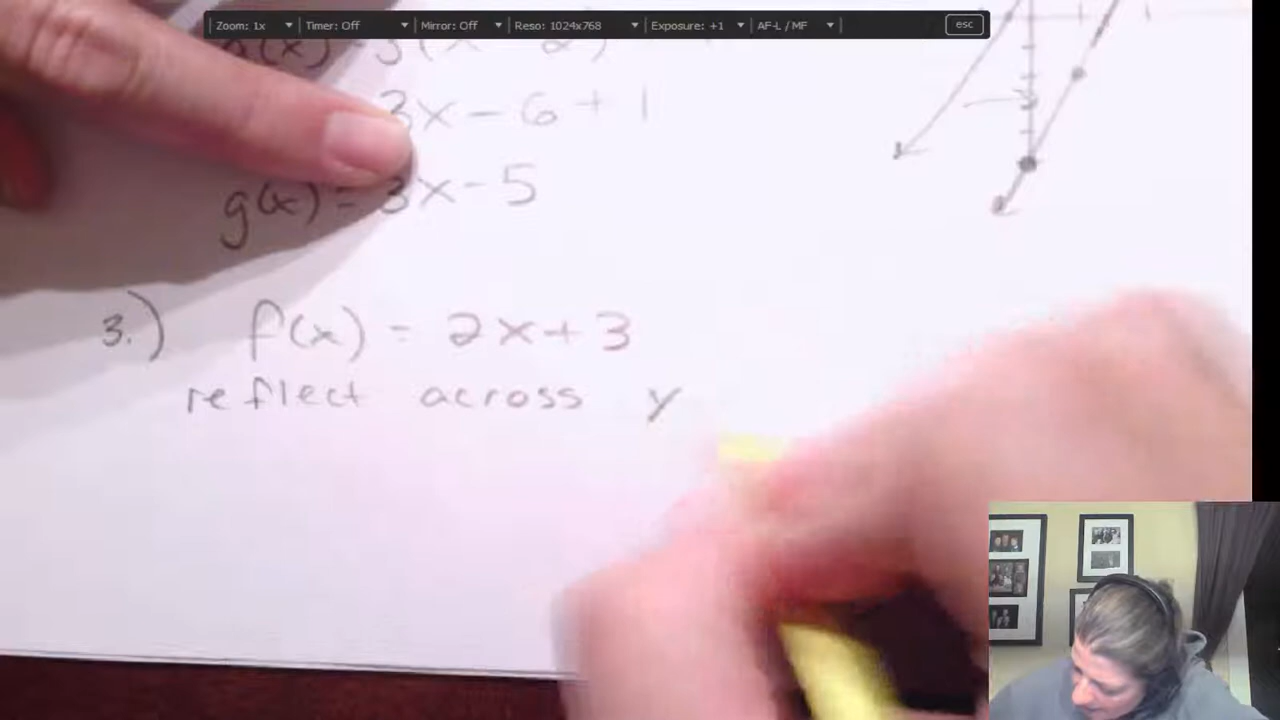 Zoom: 1x Timer: Off Mirror: Off Reso: 1024x768 Exposure: +1 AF-L / MF esc
3x - 6 + 1
g(x) = 3x - 5
3.) f(x) = 2x + 3
reflect across y